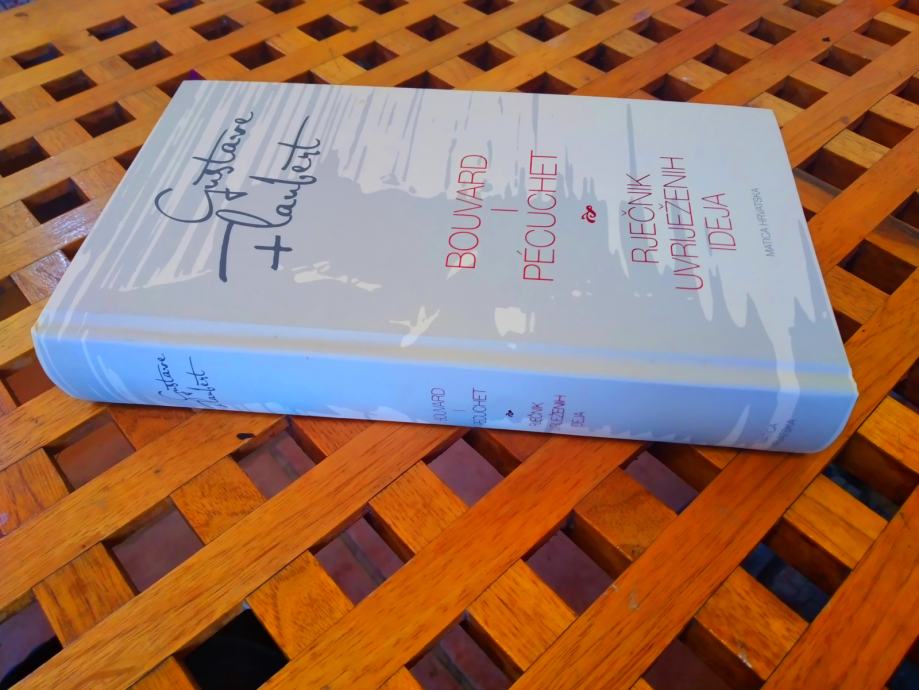 Gustave
Flaubert
BOUVARD
I
PÉCUCHET
RJEČNIK
UVRIJEŽENIH
IDEJA
MATICA HRVATSKA
Gustave
Flaubert
BOUVARD
I
PÉCUCHET
RJEČNIK
UVRIJEŽENIH
IDEJA